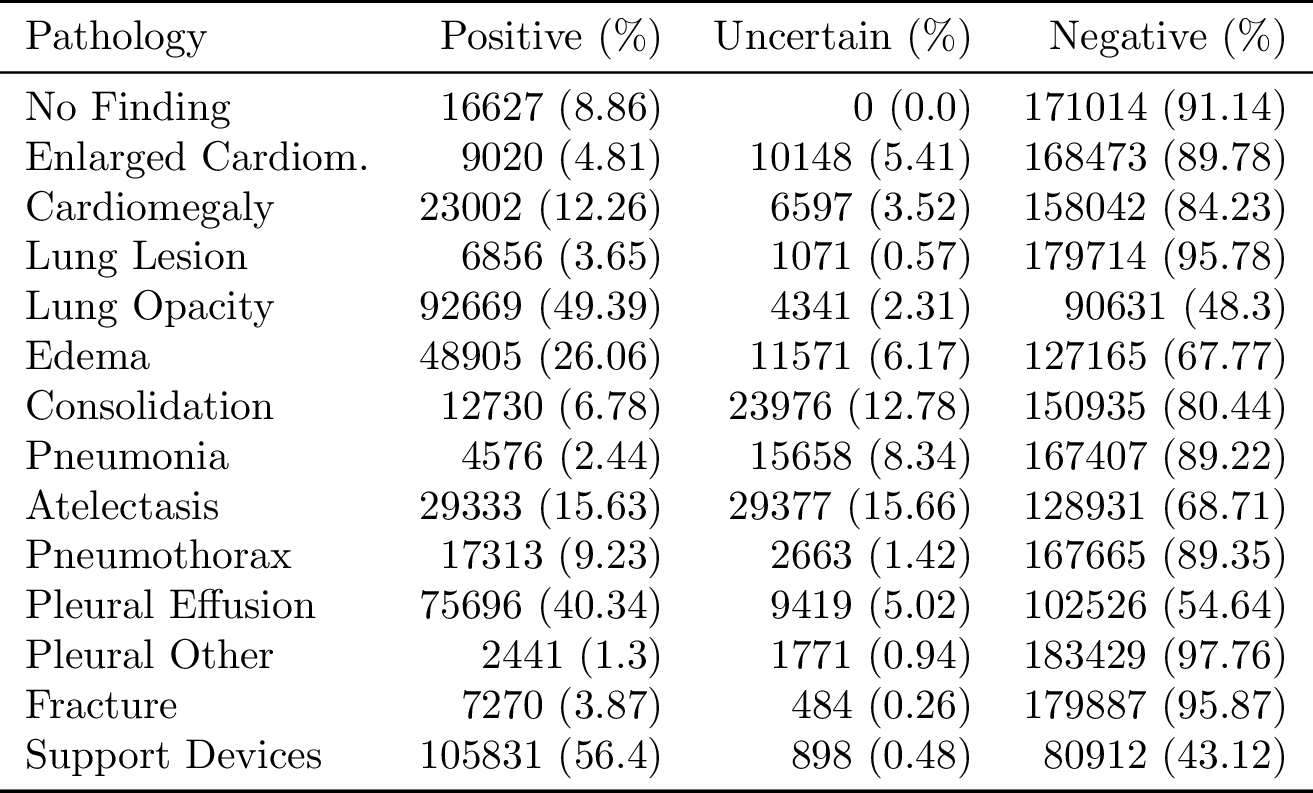 Pathology Positive (%) Uncertain (%) Negative (%)
No Finding 16627 (8.86) 0 (0.0) 171014 (91.14)
Enlarged Cardiom. 9020 (4.81) 10148 (5.41) 168473 (89.78)
Cardiomegaly 23002 (12.26) 6597 (3.52) 158042 (84.23)
Lung Lesion 6856 (3.65) 1071 (0.57) 179714 (95.78)
Lung Opacity 92669 (49.39) 4341 (2.31) 90631 (48.3)
Edema 48905 (26.06) 11571 (6.17) 127165 (67.77)
Consolidation 12730 (6.78) 23976 (12.78) 150935 (80.44)
Pneumonia 4576 (2.44) 15658 (8.34) 167407 (89.22)
Atelectasis 29333 (15.63) 29377 (15.66) 128931 (68.71)
Pneumothorax 17313 (9.23) 2663 (1.42) 167665 (89.35)
Pleural Effusion 75696 (40.34) 9419 (5.02) 102526 (54.64)
Pleural Other 2441 (1.3) 1771 (0.94) 183429 (97.76)
Fracture 7270 (3.87) 484 (0.26) 179887 (95.87)
Support Devices 105831 (56.4) 898 (0.48) 80912 (43.12)